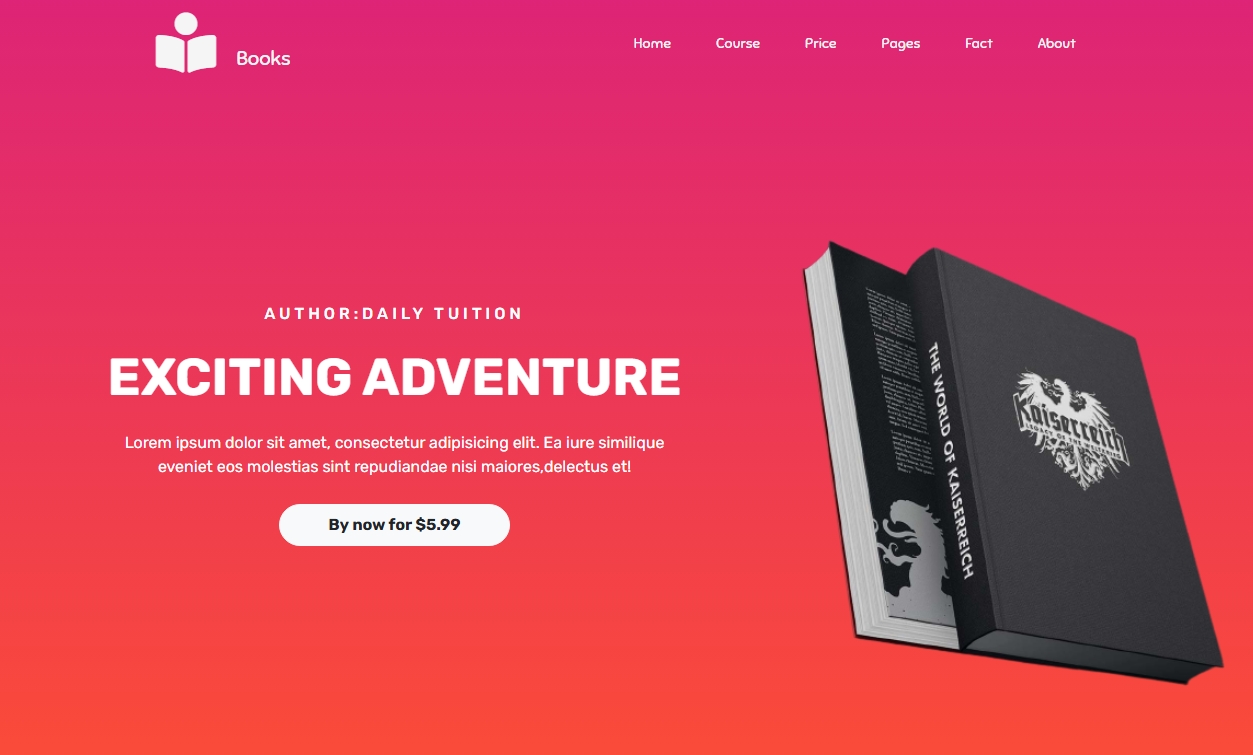 Books
Home Course Price Pages Fact About
AUTHOR:DAILY TUITION
EXCITING ADVENTURE
Lorem ipsum dolor sit amet, consectetur adipisicing elit. Ea iure similique
eveniet eos molestias sint repudiandae nisi maiores,delectus et!
By now for $5.99
THE WORLD OF KAISERREICH
Kaiserreich